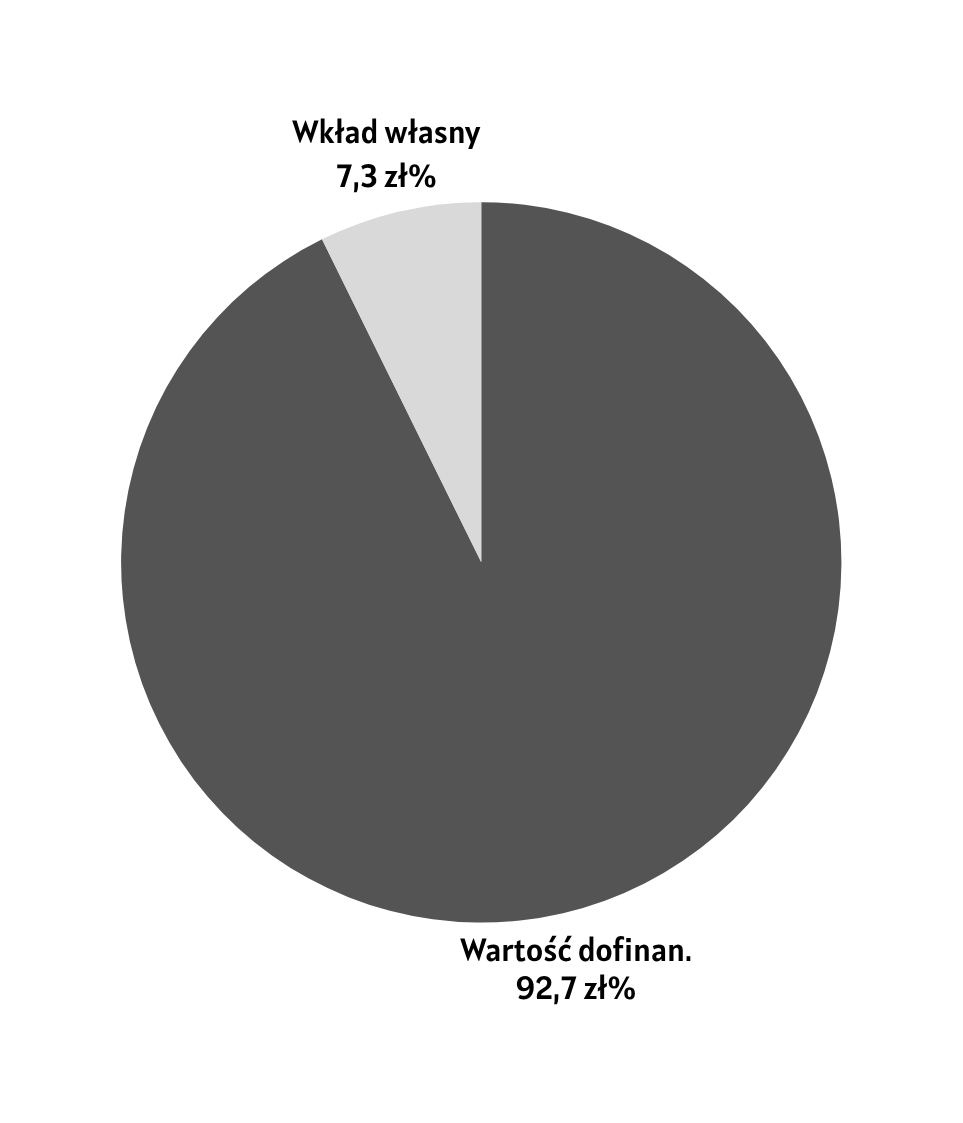 Wkład własny
7,3 zł%
Wartość dofinan.
92,7 zł%